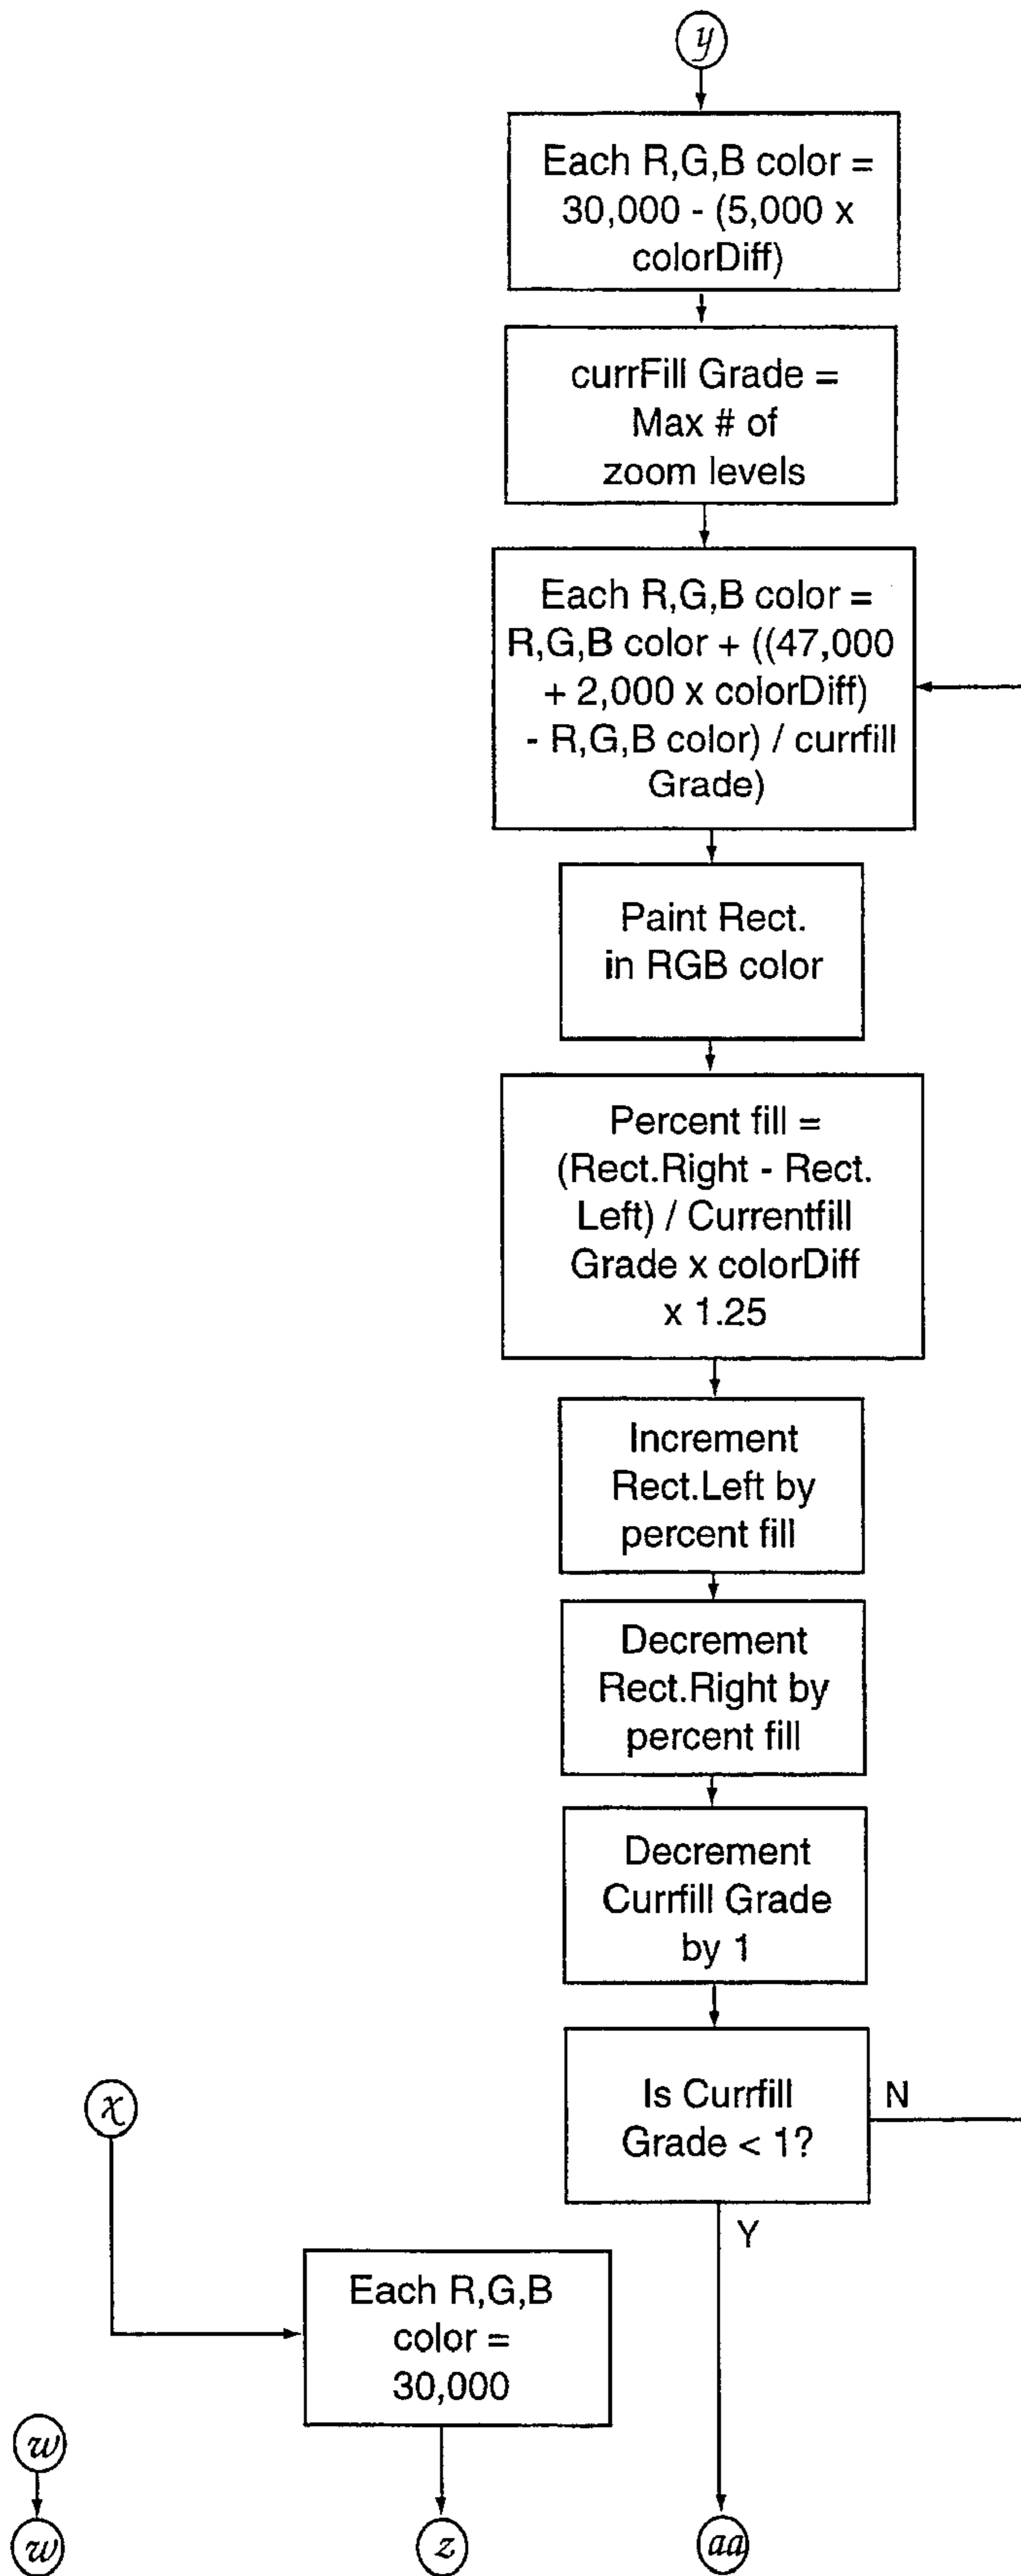 y
Each R,G,B color =
30,000 - (5,000 x
colorDiff)
currFill Grade =
Max # of
zoom levels
Each R,G,B color =
R,G,B color + ((47,000
+ 2,000 x colorDiff)
- R,G,B color) / currfill
Grade)
Paint Rect.
in RGB color
Percent fill =
(Rect.Right - Rect.
Left) / Currentfill
Grade x colorDiff
x 1.25
Increment
Rect.Left by
percent fill
Decrement
Rect.Right by
percent fill
Decrement
Currfill Grade
by 1
Is Currfill
Grade < 1?
N
Y
x
Each R,G,B
color =
30,000
w
w
z
aa